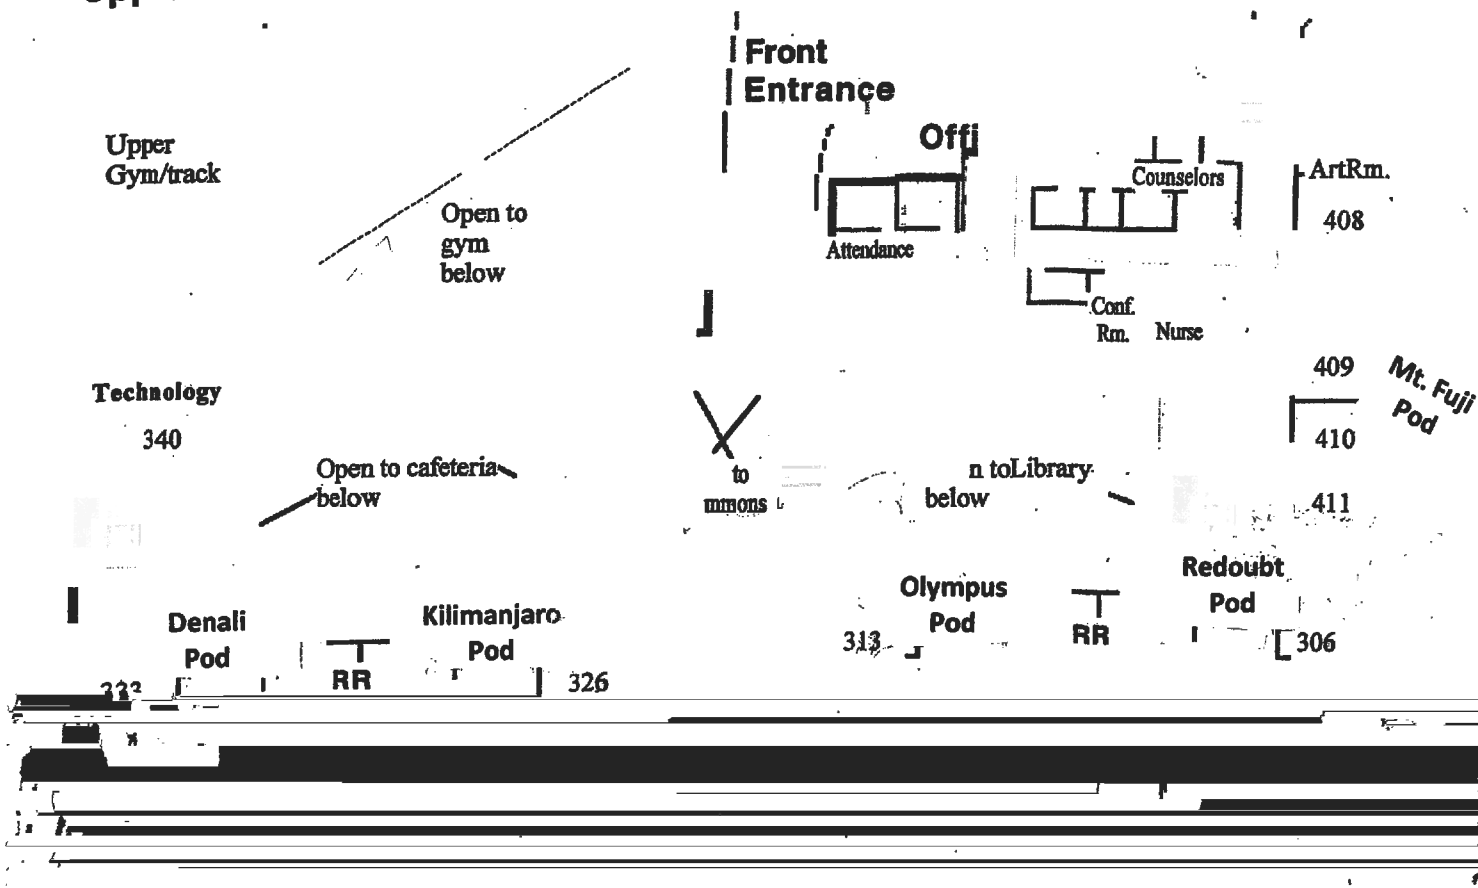 Front
Entrance
Offi
Upper
Gym/track
Counselors
ArtRm.
408
Open to
gym
below
Attendance
Conf.
Rm.
Nurse
409
Mt. Fuji
Pod
Technology
340
410
Open to cafeteria
below
to
mmons
n toLibrary
below
411
Denali
Pod
Kilimanjaro
Pod
Olympus
Pod
Redoubt
Pod
RR
326
313
RR
306